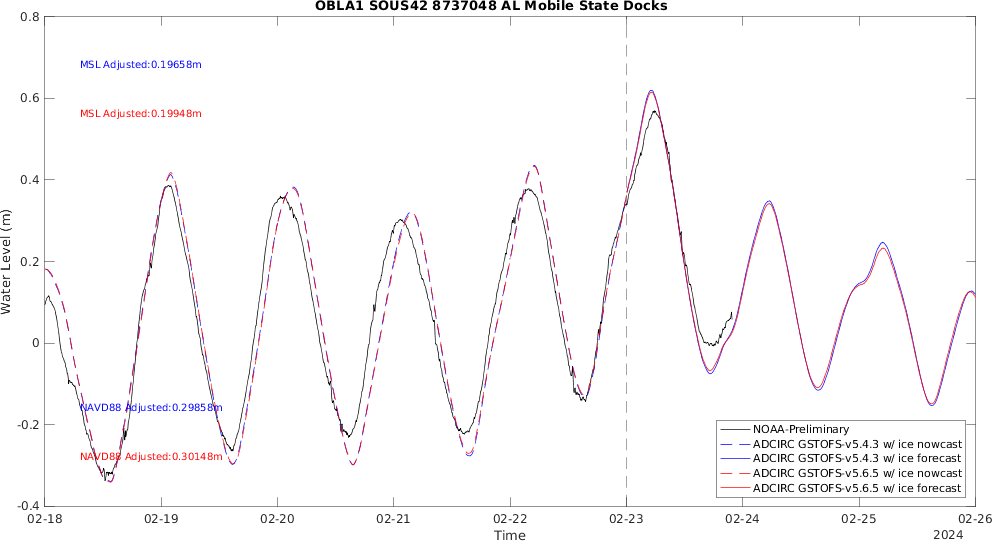 OBLA1 SOUS42 8737048 AL Mobile State Docks
0.8
0.6
0.4
0.2
0
-0.2
-0.4
Water Level (m)
MSL Adjusted:0.19658m
MSL Adjusted:0.19948m
NAVD88 Adjusted:0.29858m
NAVD88 Adjusted:0.30148m
NOAA-Preliminary
ADCIRC GSTOFS-v5.4.3 w/ ice nowcast
ADCIRC GSTOFS-v5.4.3 w/ ice forecast
ADCIRC GSTOFS-v5.6.5 w/ ice nowcast
ADCIRC GSTOFS-v5.6.5 w/ ice forecast
02-18 02-19 02-20 02-21 02-22 02-23 02-24 02-25 02-26
Time
2024